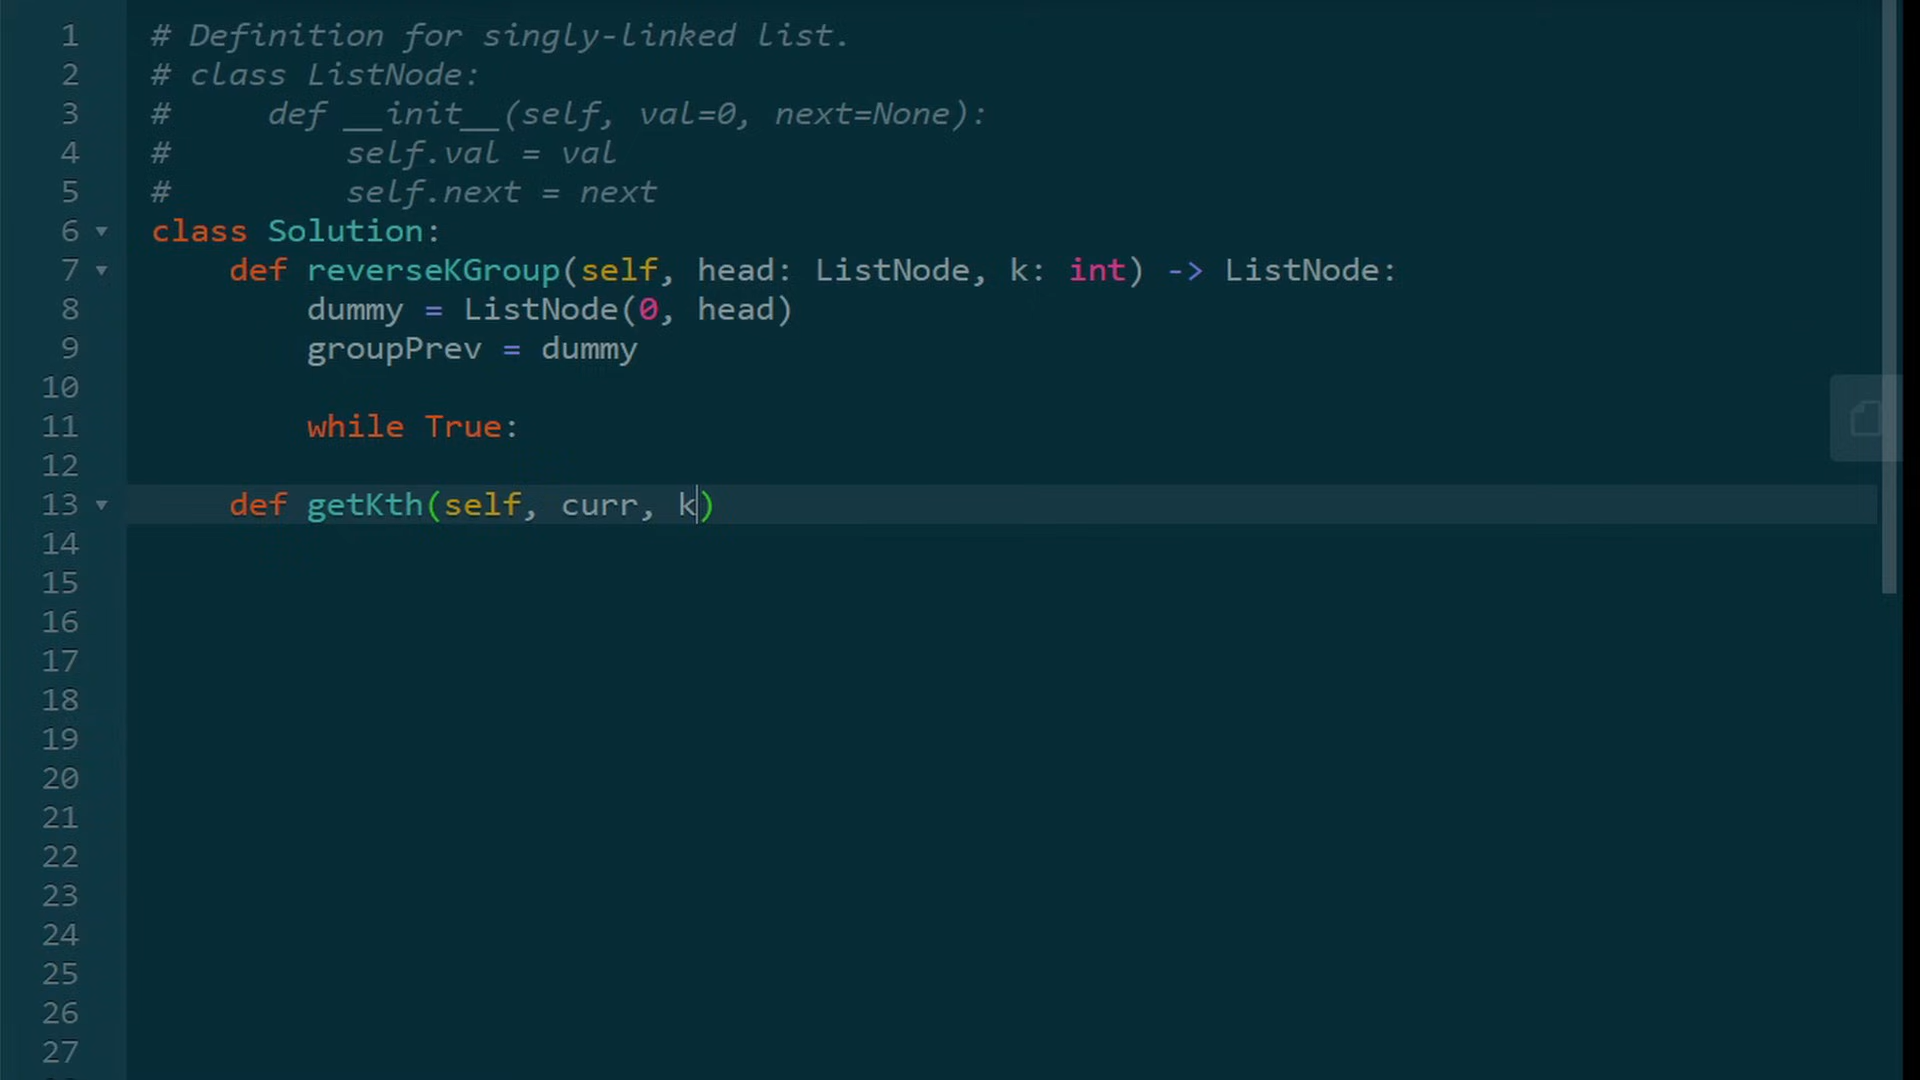 1 # Definition for singly-linked list.
2 # class ListNode:
3 #     def __init__(self, val=0, next=None):
4 #         self.val = val
5 #         self.next = next
6 class Solution:
7     def reverseKGroup(self, head: ListNode, k: int) -> ListNode:
8         dummy = ListNode(0, head)
9         groupPrev = dummy
10
11         while True:
12
13     def getKth(self, curr, k)
14
15
16
17
18
19
20
21
22
23
24
25
26
27